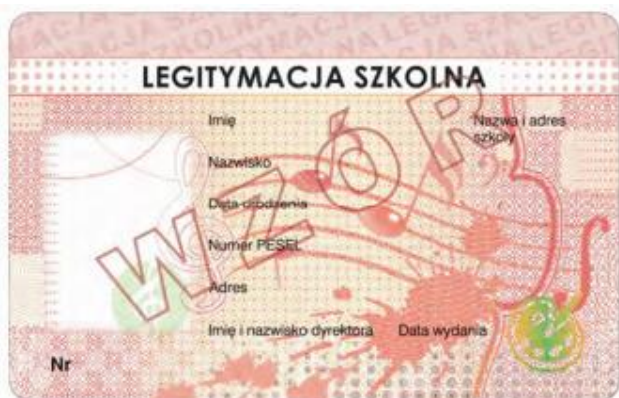 LEGITYMACJA SZKOLNA
Imię
Nazwa i adres
szkoły
Nazwisko
Data urodzenia
Numer PESEL
Adres
Imię i nazwisko dyrektora Data wydania
Nr
WZÓR